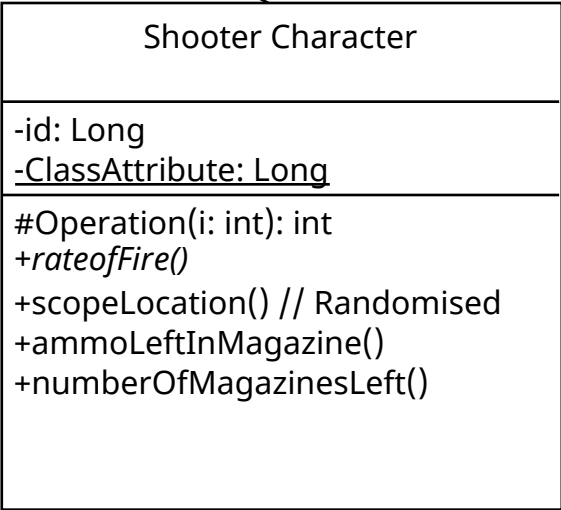 Shooter Character
-id: Long
-ClassAttribute: Long
#Operation(i: int): int
+rateofFire()
+scopeLocation() // Randomised
+ammoLeftInMagazine()
+numberOfMagazinesLeft()